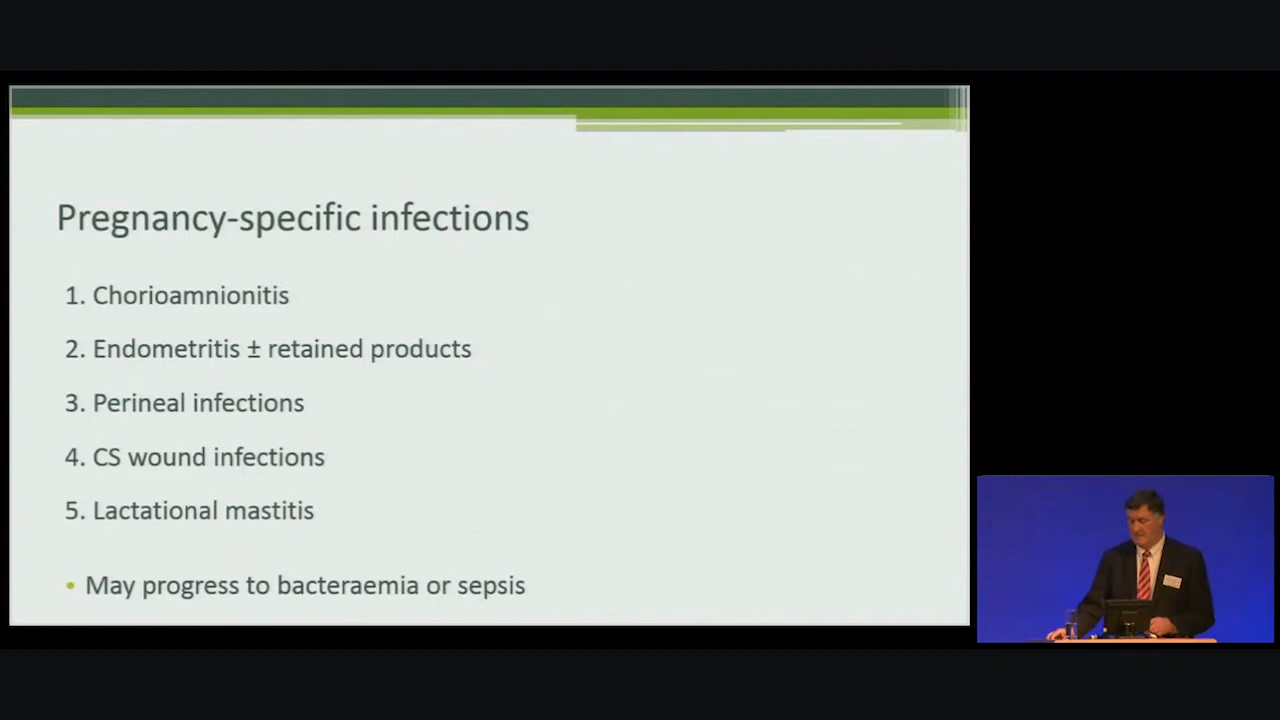 Pregnancy-specific infections
1. Chorioamnionitis
2. Endometritis ± retained products
3. Perineal infections
4. CS wound infections
5. Lactational mastitis
• May progress to bacteraemia or sepsis